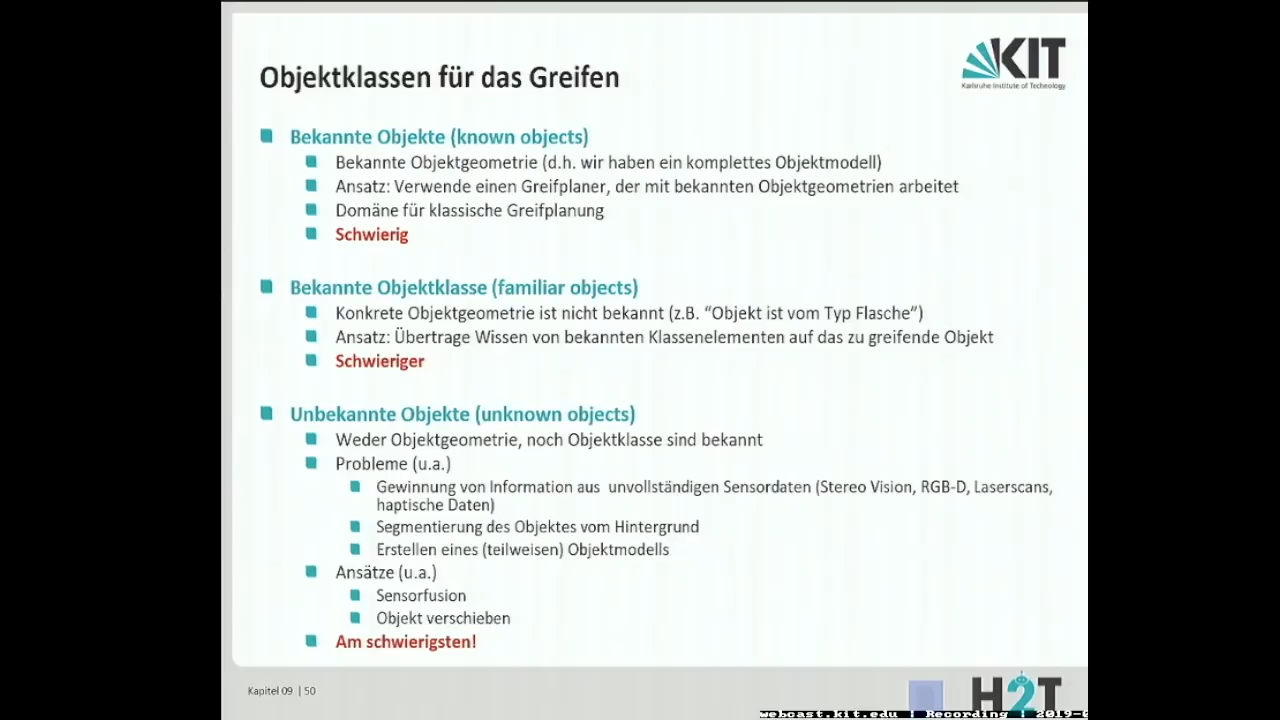 KIT
Karlsruhe Institute of Technology
Objektklassen für das Greifen
Bekannte Objekte (known objects)
Bekannte Objektgeometrie (d.h. wir haben ein komplettes Objektmodell)
Ansatz: Verwende einen Greifplaner, der mit bekannten Objektgeometrien arbeitet
Domäne für klassische Greifplanung
Schwierig
Bekannte Objektklasse (familiar objects)
Konkrete Objektgeometrie ist nicht bekannt (z.B. “Objekt ist vom Typ Flasche”)
Ansatz: Übertrage Wissen von bekannten Klassenelementen auf das zu greifende Objekt
Schwieriger
Unbekannte Objekte (unknown objects)
Weder Objektgeometrie, noch Objektklasse sind bekannt
Probleme (u.a.)
Gewinnung von Information aus unvollständigen Sensordaten (Stereo Vision, RGB-D, Laserscans,
haptische Daten)
Segmentierung des Objektes vom Hintergrund
Erstellen eines (teilweisen) Objektmodells
Ansätze (u.a.)
Sensorfusion
Objekt verschieben
Am schwierigsten!
Kapitel 09 | 50
H2T
webcast.kit.edu | Recording | 2019-